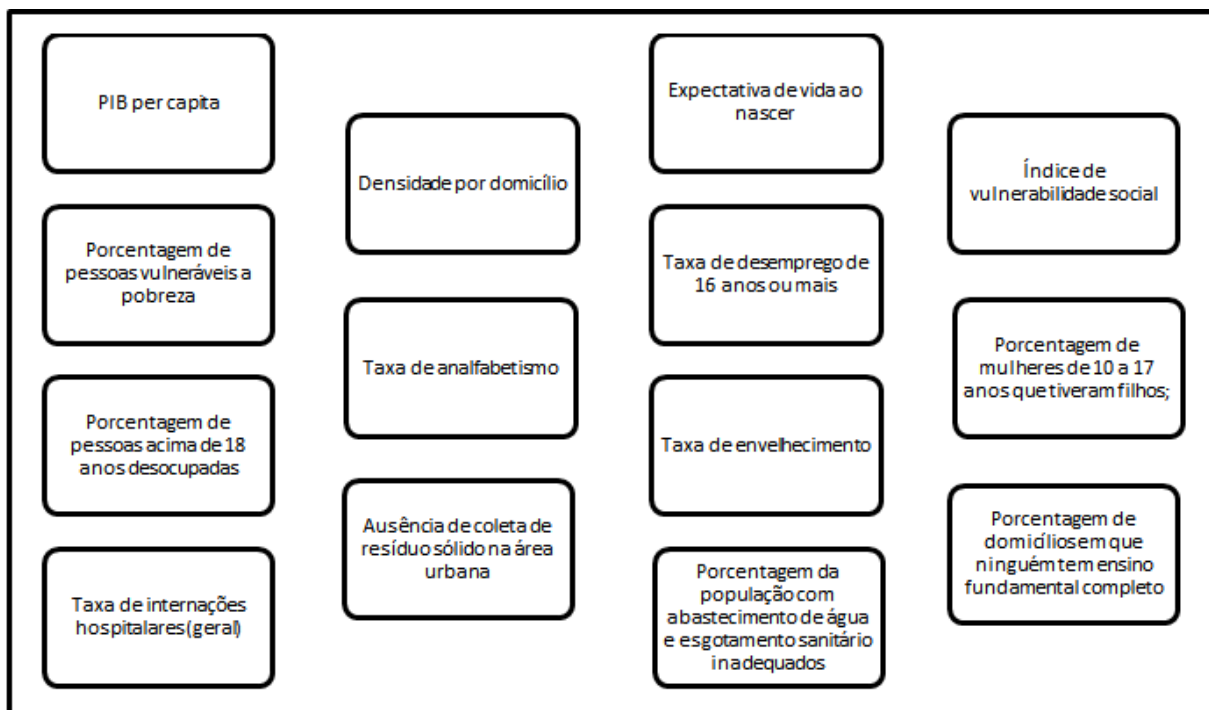 PIB per capita
Porcentagem de
pessoas vulneráveis a
pobreza
Porcentagem de
pessoas acima de 18
anos desocupadas
Taxa de internações
hospitalares(geral)
Densidade por domicílio
Taxa de analfabetismo
Ausência de coleta de
resíduo sólido na área
urbana
Expectativa de vida ao
nascer
Taxa de desemprego de
16 anos ou mais
Taxa de envelhecimento
Porcentagem da
população com
abastecimento de água
e esgotamento sanitário
inadequados
Índice de
vulnerabilidade social
Porcentagem de
mulheres de 10 a 17
anos que tiveram filhos;
Porcentagem de
domicílios em que
ninguém tem ensino
fundamental completo